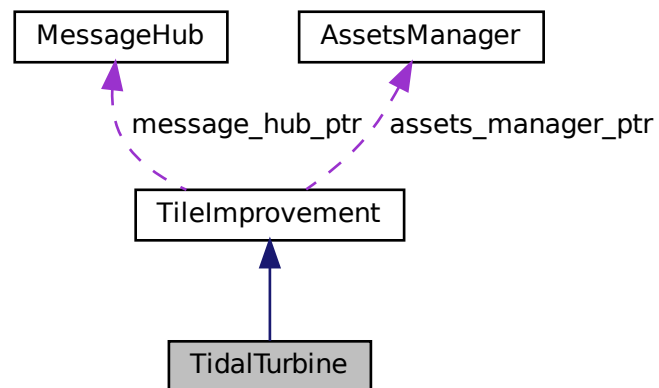 MessageHub
AssetsManager
message_hub_ptr
assets_manager_ptr
TileImprovement
TidalTurbine